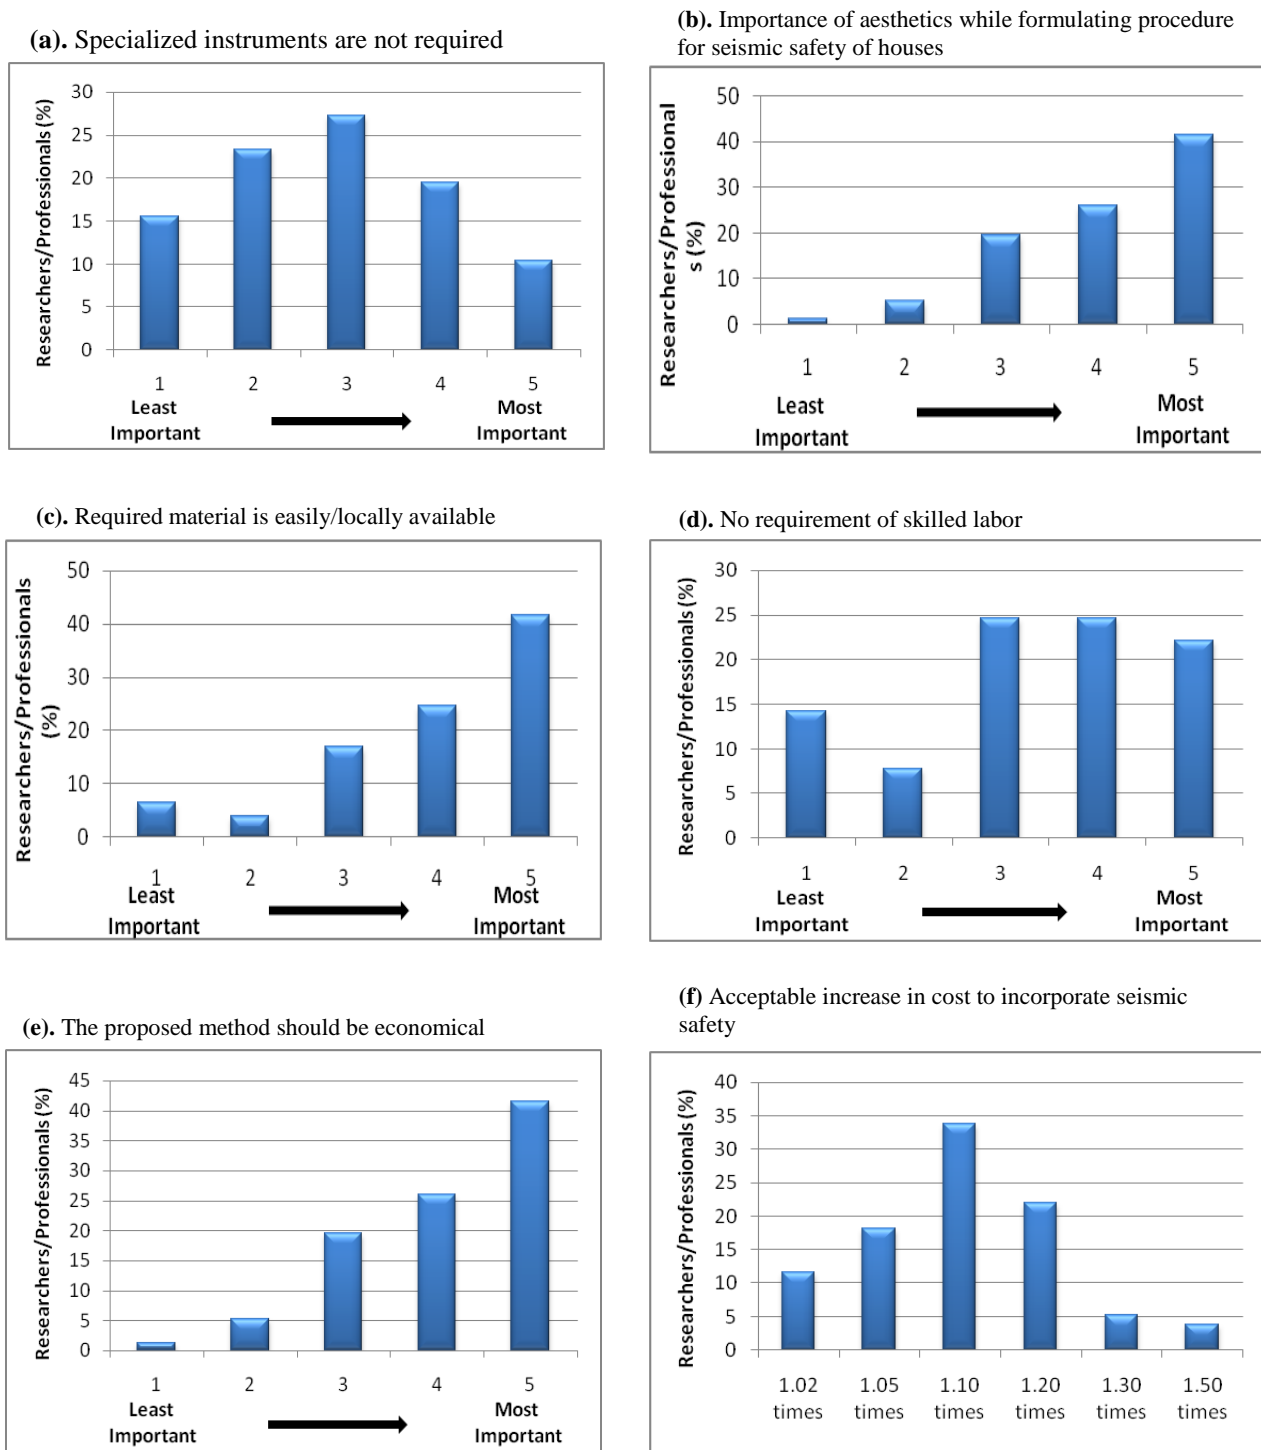 (a). Specialized instruments are not required
Researchers/Professionals (%)
30
25
20
15
10
5
0
1
2
3
4
5
Least
Important
Most
Important
(b). Importance of aesthetics while formulating procedure
for seismic safety of houses
Researchers/Professional
s (%)
50
40
30
20
10
0
1
2
3
4
5
Least
Important
Most
Important
(c). Required material is easily/locally available
Researchers/Professionals
(%)
50
40
30
20
10
0
1
2
3
4
5
Least
Important
Most
Important
(d). No requirement of skilled labor
Researchers/Professionals (%)
30
25
20
15
10
5
0
1
2
3
4
5
Least
Important
Most
Important
(e). The proposed method should be economical
Researchers/Professionals (%)
45
40
35
30
25
20
15
10
5
0
1
2
3
4
5
Least
Important
Most
Important
(f) Acceptable increase in cost to incorporate seismic
safety
Researchers/Professionals (%)
40
35
30
25
20
15
10
5
0
1.02
times
1.05
times
1.10
times
1.20
times
1.30
times
1.50
times